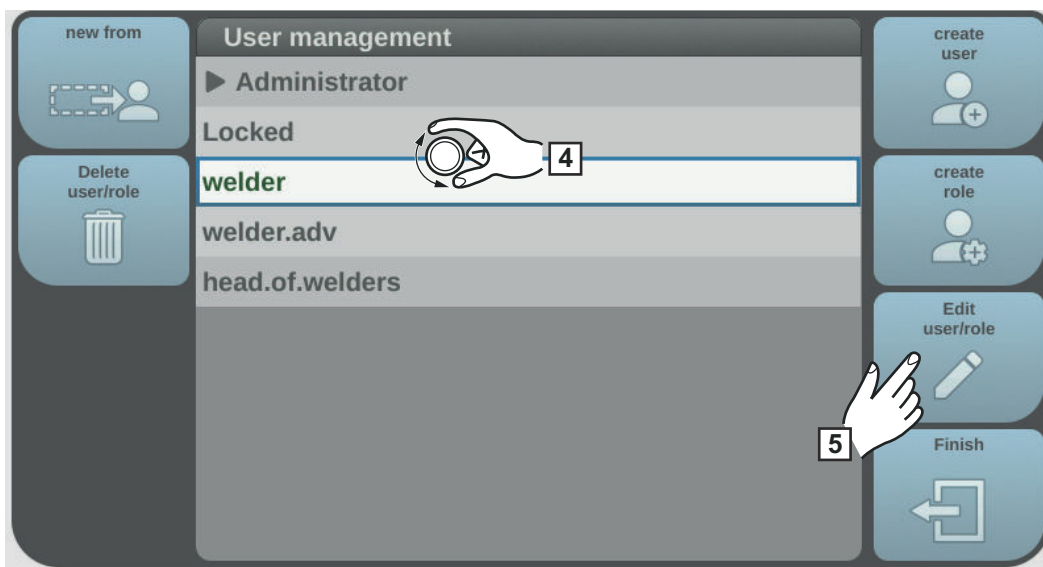 new from
User management
create
user
Administrator
Locked
4
Delete
user/role
welder
create
role
welder.adv
head.of.welders
Edit
user/role
5
Finish